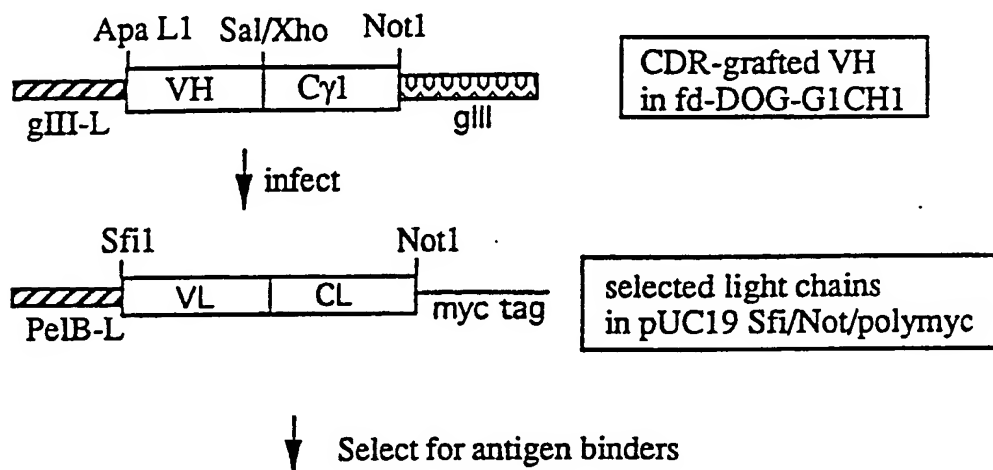 Apa L1 Sal/Xho Not1
VH Cγ1
gIII-L gIII
CDR-grafted VH
in fd-DOG-G1CH1
infect
Sfi1 Not1
VL CL
PelB-L myc tag
selected light chains
in pUC19 Sfi/Not/polymyc
Select for antigen binders